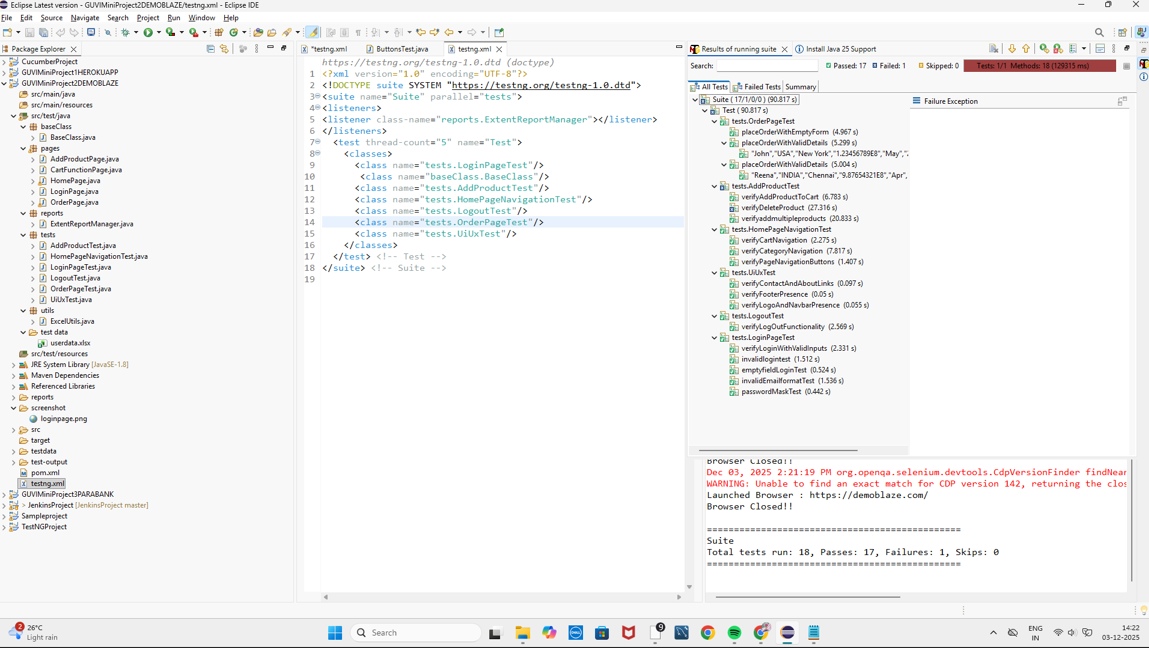 Eclipse Latest version - GUVIMiniProject2DEMOBLAZE/testng.xml - Eclipse IDE
File Edit Source Navigate Search Project Run Window Help
Package Explorer
CucumberProject
GUVIMiniProject1HEROKUAPP
GUVIMiniProject2DEMOBLAZE
src/main/java
src/main/resources
src/test/java
baseClass
BaseClass.java
pages
AddProductPage.java
CartFunctionPage.java
HomePage.java
LoginPage.java
OrderPage.java
reports
ExtentReportManager.java
tests
AddProductTest.java
HomePageNavigationTest.java
LoginPageTest.java
LogoutTest.java
OrderPageTest.java
UiUxTest.java
utils
ExcelUtils.java
test data
userdata.xlsx
src/test/resources
JRE System Library [JavaSE-1.8]
Maven Dependencies
Referenced Libraries
reports
screenshot
loginpage.png
src
target
testdata
test-output
pom.xml
testng.xml
GUVIMiniProject3PARABANK
> JenkinsProject [JenkinsProject master]
Sampleproject
TestNGProject
*testng.xml ButtonsTest.java testng.xml
https://testng.org/testng-1.0.dtd (doctype)
1 <?xml version="1.0" encoding="UTF-8"?>
2 <!DOCTYPE suite SYSTEM "https://testng.org/testng-1.0.dtd">
3 <suite name="Suite" parallel="tests">
4 <listeners>
5 <listener class-name="reports.ExtentReportManager"></listener>
6 </listeners>
7 <test thread-count="5" name="Test">
8 <classes>
9 <class name="tests.LoginPageTest"/>
10 <class name="baseClass.BaseClass"/>
11 <class name="tests.AddProductTest"/>
12 <class name="tests.HomePageNavigationTest"/>
13 <class name="tests.LogoutTest"/>
14 <class name="tests.OrderPageTest"/>
15 <class name="tests.UiUxTest"/>
16 </classes>
17 </test> <!-- Test -->
18 </suite> <!-- Suite -->
19
Results of running suite Install Java 25 Support
Search: Passed: 17 Failed: 1 Skipped: 0 Tests: 1/1 Methods: 18 (129315 ms)
All Tests Failed Tests Summary
Suite ( 17/1/0/0 ) (90.817 s)
Test ( 90.817 s)
tests.OrderPageTest
placeOrderWithEmptyForm (4.967 s)
placeOrderWithValidDetails (5.299 s)
"John","USA","New York","1.23456789E8","May",
placeOrderWithValidDetails (5.004 s)
"Reena","INDIA","Chennai","9.87654321E8","Apr",
tests.AddProductTest
verifyAddProductToCart (6.783 s)
verifyDeleteProduct (27.316 s)
verifyaddmultipleproducts (20.833 s)
tests.HomePageNavigationTest
verifyCartNavigation (2.275 s)
verifyCategoryNavigation (7.817 s)
verifyPageNavigationButtons (1.407 s)
tests.UiUxTest
verifyContactAndAboutLinks (0.097 s)
verifyFooterPresence (0.05 s)
verifyLogoAndNavbarPresence (0.055 s)
tests.LogoutTest
verifyLogOutFunctionality (2.569 s)
tests.LoginPageTest
verifyLoginWithValidInputs (2.331 s)
invalidlogintest (1.512 s)
emptyfieldLoginTest (0.524 s)
invalidEmailformatTest (1.536 s)
passwordMaskTest (0.442 s)
Failure Exception
Browser Closed!!
Dec 03, 2025 2:21:19 PM org.openqa.selenium.devtools.CdpVersionFinder findNear
WARNING: Unable to find an exact match for CDP version 142, returning the clos
Launched Browser : https://demoblaze.com/
Browser Closed!!
===============================================
Suite
Total tests run: 18, Passes: 17, Failures: 1, Skips: 0
===============================================
2
26°C
Light rain
Search
9
ENG
IN
14:22
03-12-2025